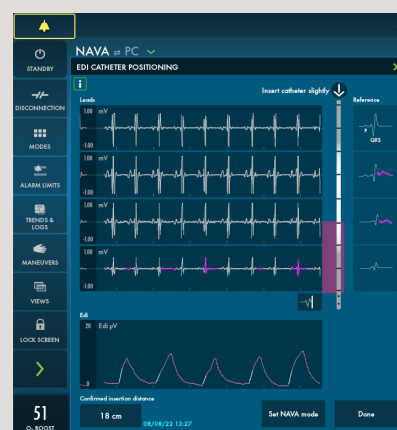 NAVA ⇄ PC
STANDBY
EDI CATHETER POSITIONING
i
Insert catheter slightly
DISCONNECTION
Leads
Reference
1.00 mV
-1.00
P
QRS
MODES
1.00 mV
-1.00
ALARM LIMITS
TRENDS &
LOGS
1.00 mV
-1.00
MANEUVERS
1.00 mV
-1.00
VIEWS
LOCK SCREEN
Edi
20 Edi µV
0
Confirmed insertion distance
18 cm
08/08/22 13:27
Set NAVA mode
Done
51
O₂ BOOST